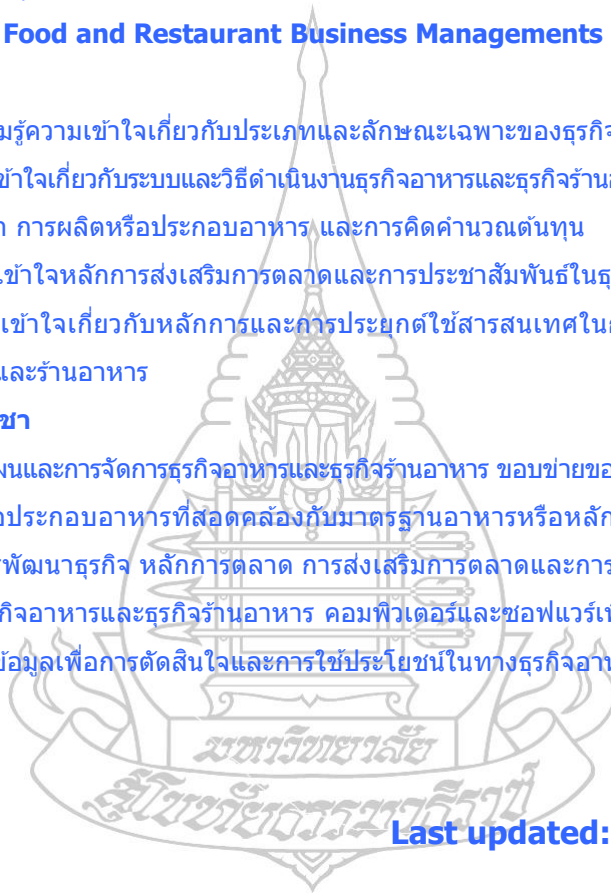 Food and Restaurant Business Managements
มรู้ความเข้าใจเกี่ยวกับประเภทและลักษณะเฉพาะของธุรกิจ
ข้าใจเกี่ยวกับระบบและวิธีดำเนินงานธุรกิจอาหารและธุรกิจร้าน
การผลิตหรือประกอบอาหาร และการคิดคำนวณต้นทุน
เข้าใจหลักการส่งเสริมการตลาดและการประชาสัมพันธ์ในธุ
เข้าใจเกี่ยวกับหลักการและการประยุกต์ใช้สารสนเทศใน
และร้านอาหาร
ชา
ผนและการจัดการธุรกิจอาหารและธุรกิจร้านอาหาร ขอบข่ายขอ
ประกอบอาหารที่สอดคล้องกับมาตรฐานอาหารหรือหลัก
รพัฒนาธุรกิจ หลักการตลาด การส่งเสริมการตลาดและการ
กิจอาหารและธุรกิจร้านอาหาร คอมพิวเตอร์และซอฟแวร์เท
ข้อมูลเพื่อการตัดสินใจและการใช้ประโยชน์ในทางธุรกิจอา
มหาวิทยาลัย
สุโขทัยธรรมาธิราช
Last updated: